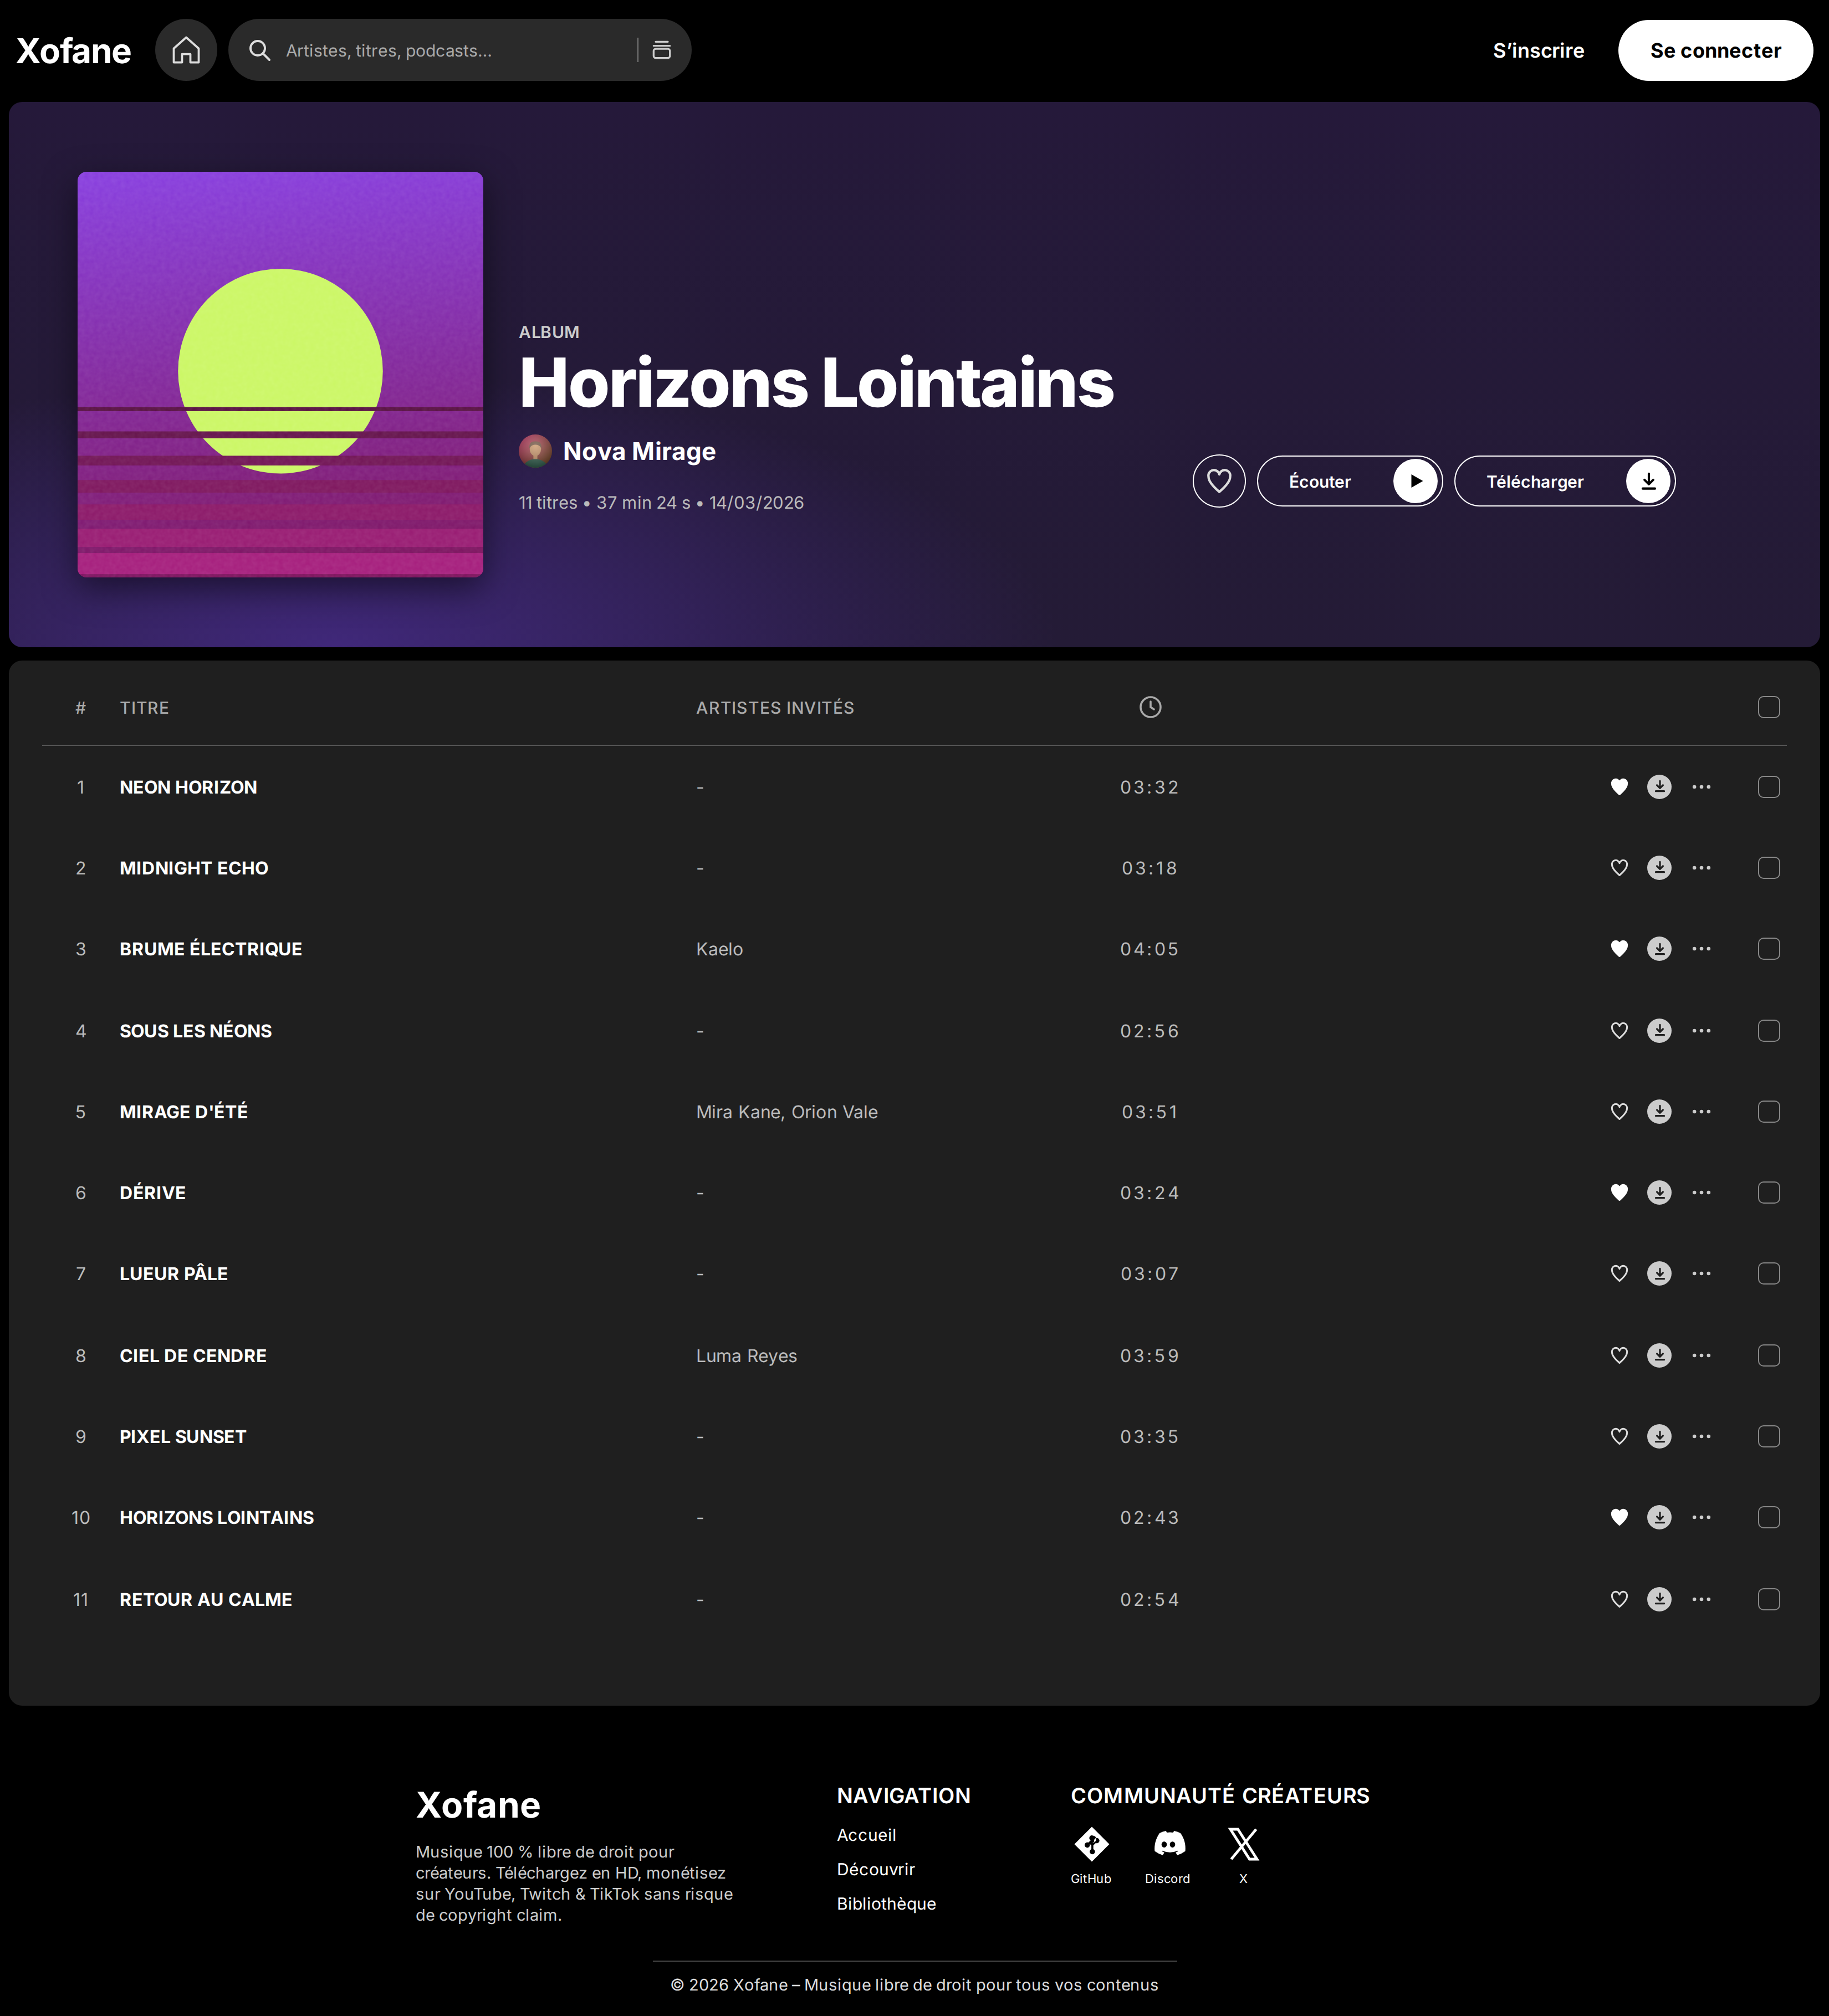 Xofane
Artistes, titres, podcasts...
S’inscrire
Se connecter
ALBUM
Horizons Lointains
Nova Mirage
11 titres • 37 min 24 s • 14/03/2026
Écouter
Télécharger
# TITRE ARTISTES INVITÉS
1 NEON HORIZON - 03:32
2 MIDNIGHT ECHO - 03:18
3 BRUME ÉLECTRIQUE Kaelo 04:05
4 SOUS LES NÉONS - 02:56
5 MIRAGE D'ÉTÉ Mira Kane, Orion Vale 03:51
6 DÉRIVE - 03:24
7 LUEUR PÂLE - 03:07
8 CIEL DE CENDRE Luma Reyes 03:59
9 PIXEL SUNSET - 03:35
10 HORIZONS LOINTAINS - 02:43
11 RETOUR AU CALME - 02:54
Xofane
Musique 100 % libre de droit pour
créateurs. Téléchargez en HD, monétisez
sur YouTube, Twitch & TikTok sans risque
de copyright claim.
NAVIGATION
Accueil
Découvrir
Bibliothèque
COMMUNAUTÉ CRÉATEURS
GitHub
Discord
X
© 2026 Xofane – Musique libre de droit pour tous vos contenus